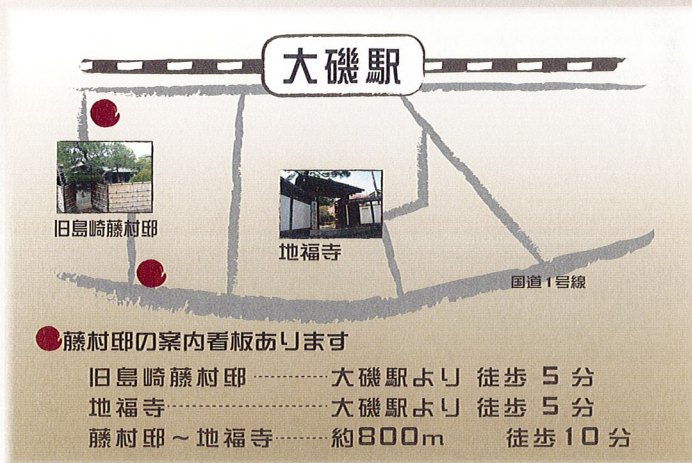 大磯駅
旧島崎藤村邸
地福寺
国道1号線
●藤村邸の案内看板あります
旧島崎藤村邸………大磯駅より 徒歩 5 分
地福寺………………大磯駅より 徒歩 5 分
藤村邸～地福寺……約800m 徒歩10分